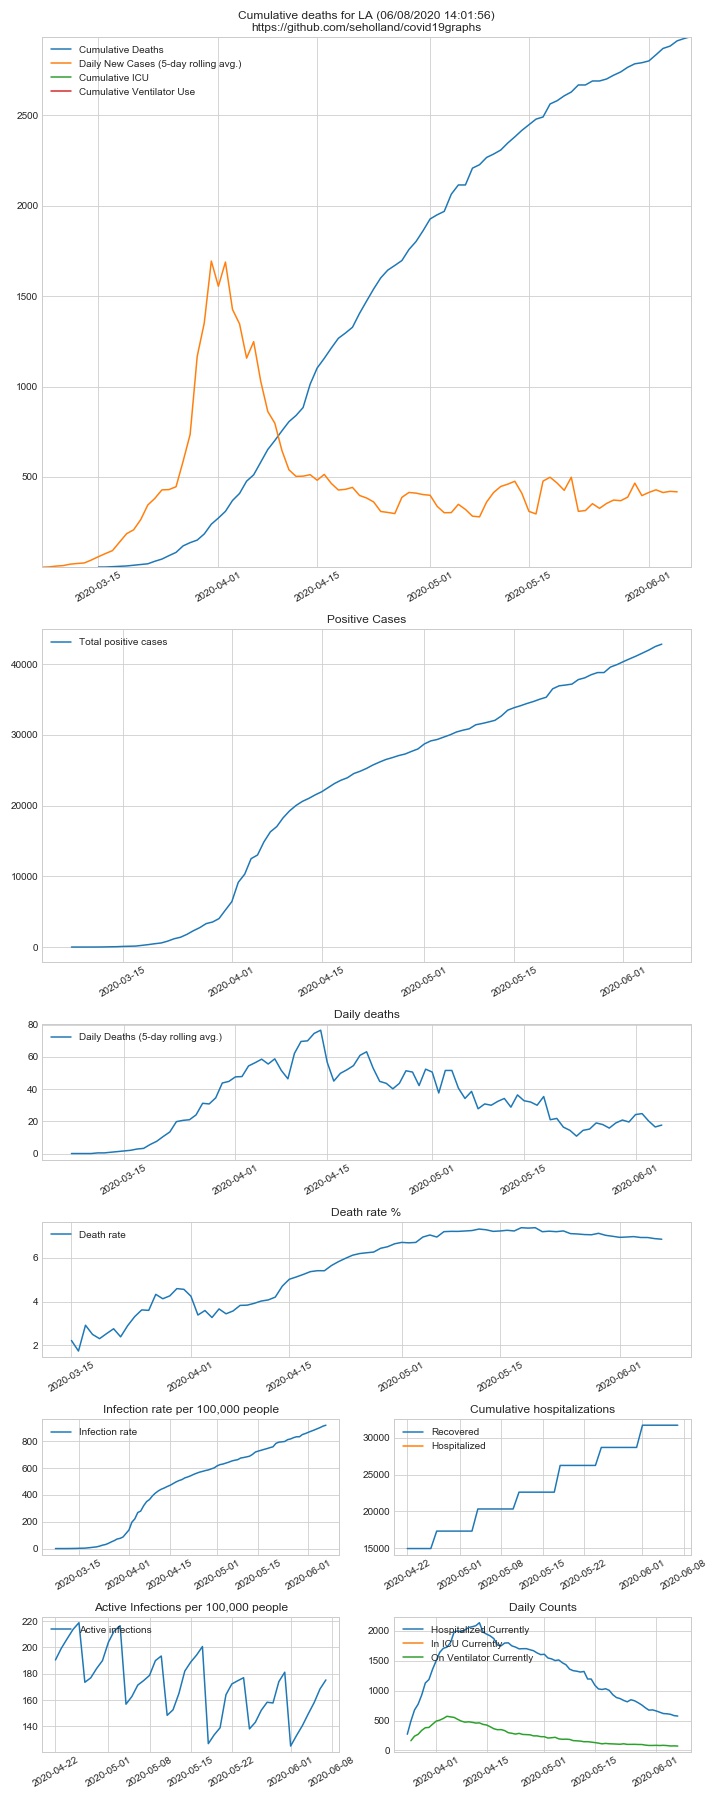 Cumulative deaths for LA (06/08/2020 14:01:56)
https://github.com/seholland/covid19graphs
Cumulative Deaths
Daily New Cases (5-day rolling avg.)
Cumulative ICU
Cumulative Ventilator Use
2500
2000
1500
1000
500
2020-03-15 2020-04-01 2020-04-15 2020-05-01 2020-05-15 2020-06-01
Positive Cases
Total positive cases
40000
30000
20000
10000
0
2020-03-15 2020-04-01 2020-04-15 2020-05-01 2020-05-15 2020-06-01
Daily deaths
Daily Deaths (5-day rolling avg.)
80
60
40
20
0
2020-03-15 2020-04-01 2020-04-15 2020-05-01 2020-05-15 2020-06-01
Death rate %
Death rate
6
4
2
2020-03-15 2020-04-01 2020-04-15 2020-05-01 2020-05-15 2020-06-01
Infection rate per 100,000 people
Infection rate
800
600
400
200
0
2020-03-15 2020-04-01 2020-04-15 2020-05-01 2020-05-15 2020-06-01
Cumulative hospitalizations
Recovered
Hospitalized
30000
25000
20000
15000
2020-04-22 2020-05-01 2020-05-08 2020-05-15 2020-05-22 2020-06-01 2020-06-08
Active Infections per 100,000 people
Active infections
220
200
180
160
140
2020-04-22 2020-05-01 2020-05-08 2020-05-15 2020-05-22 2020-06-01 2020-06-08
Daily Counts
Hospitalized Currently
In ICU Currently
On Ventilator Currently
2000
1500
1000
500
0
2020-04-01 2020-04-15 2020-05-01 2020-05-15 2020-06-01